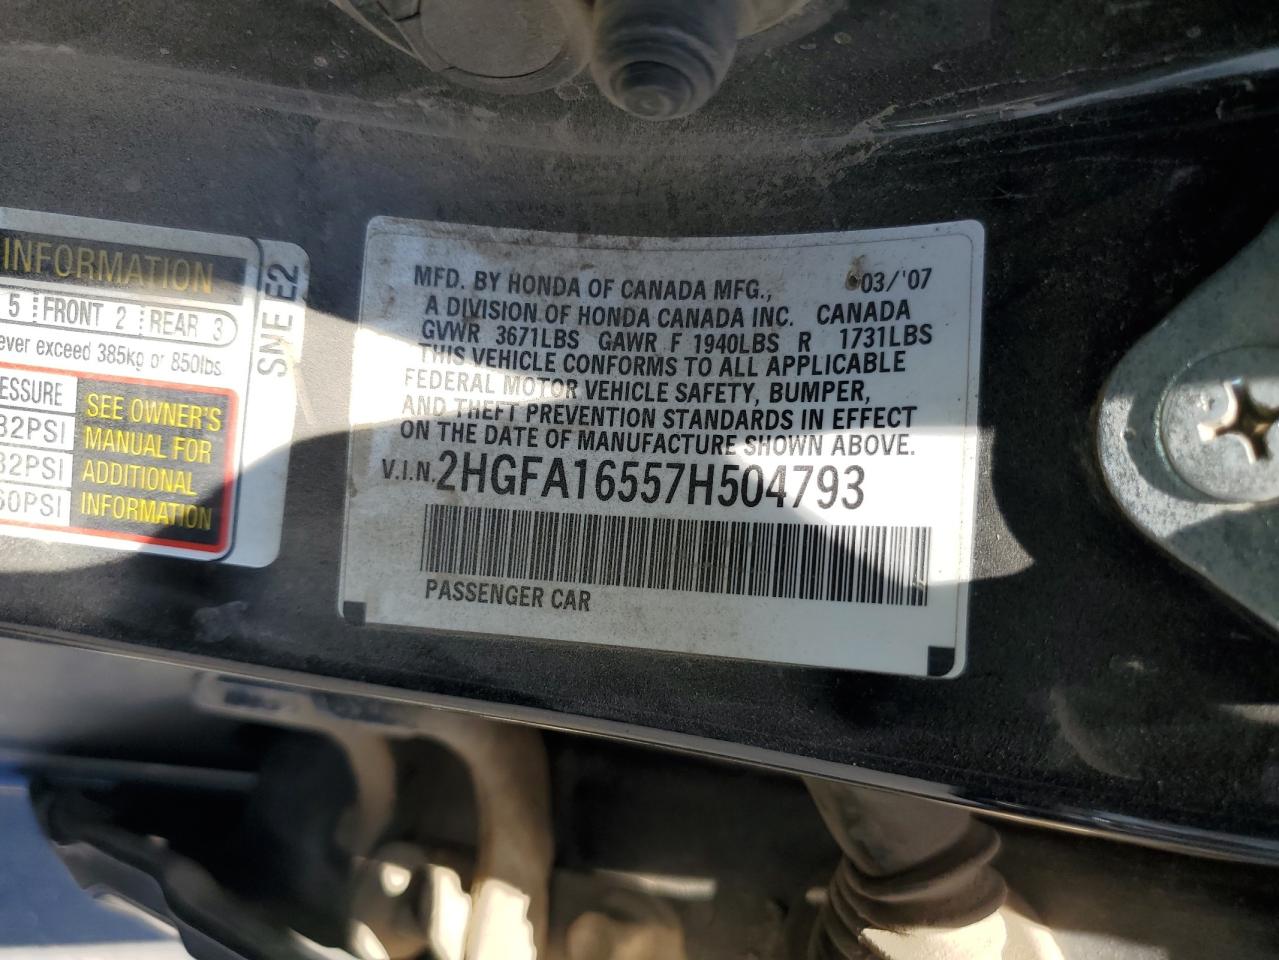 INFORMATION
5 FRONT 2 REAR 3
ever exceed 385kg or 850lbs
ESSURE
32PSI
32PSI
60PSI
SEE OWNER'S
MANUAL FOR
ADDITIONAL
INFORMATION
SNE E2
MFD. BY HONDA OF CANADA MFG., 03/'07
A DIVISION OF HONDA CANADA INC. CANADA
GVWR 3671LBS GAWR F 1940LBS R 1731LBS
THIS VEHICLE CONFORMS TO ALL APPLICABLE
FEDERAL MOTOR VEHICLE SAFETY, BUMPER,
AND THEFT PREVENTION STANDARDS IN EFFECT
ON THE DATE OF MANUFACTURE SHOWN ABOVE.
V.I.N. 2HGFA16557H504793
PASSENGER CAR